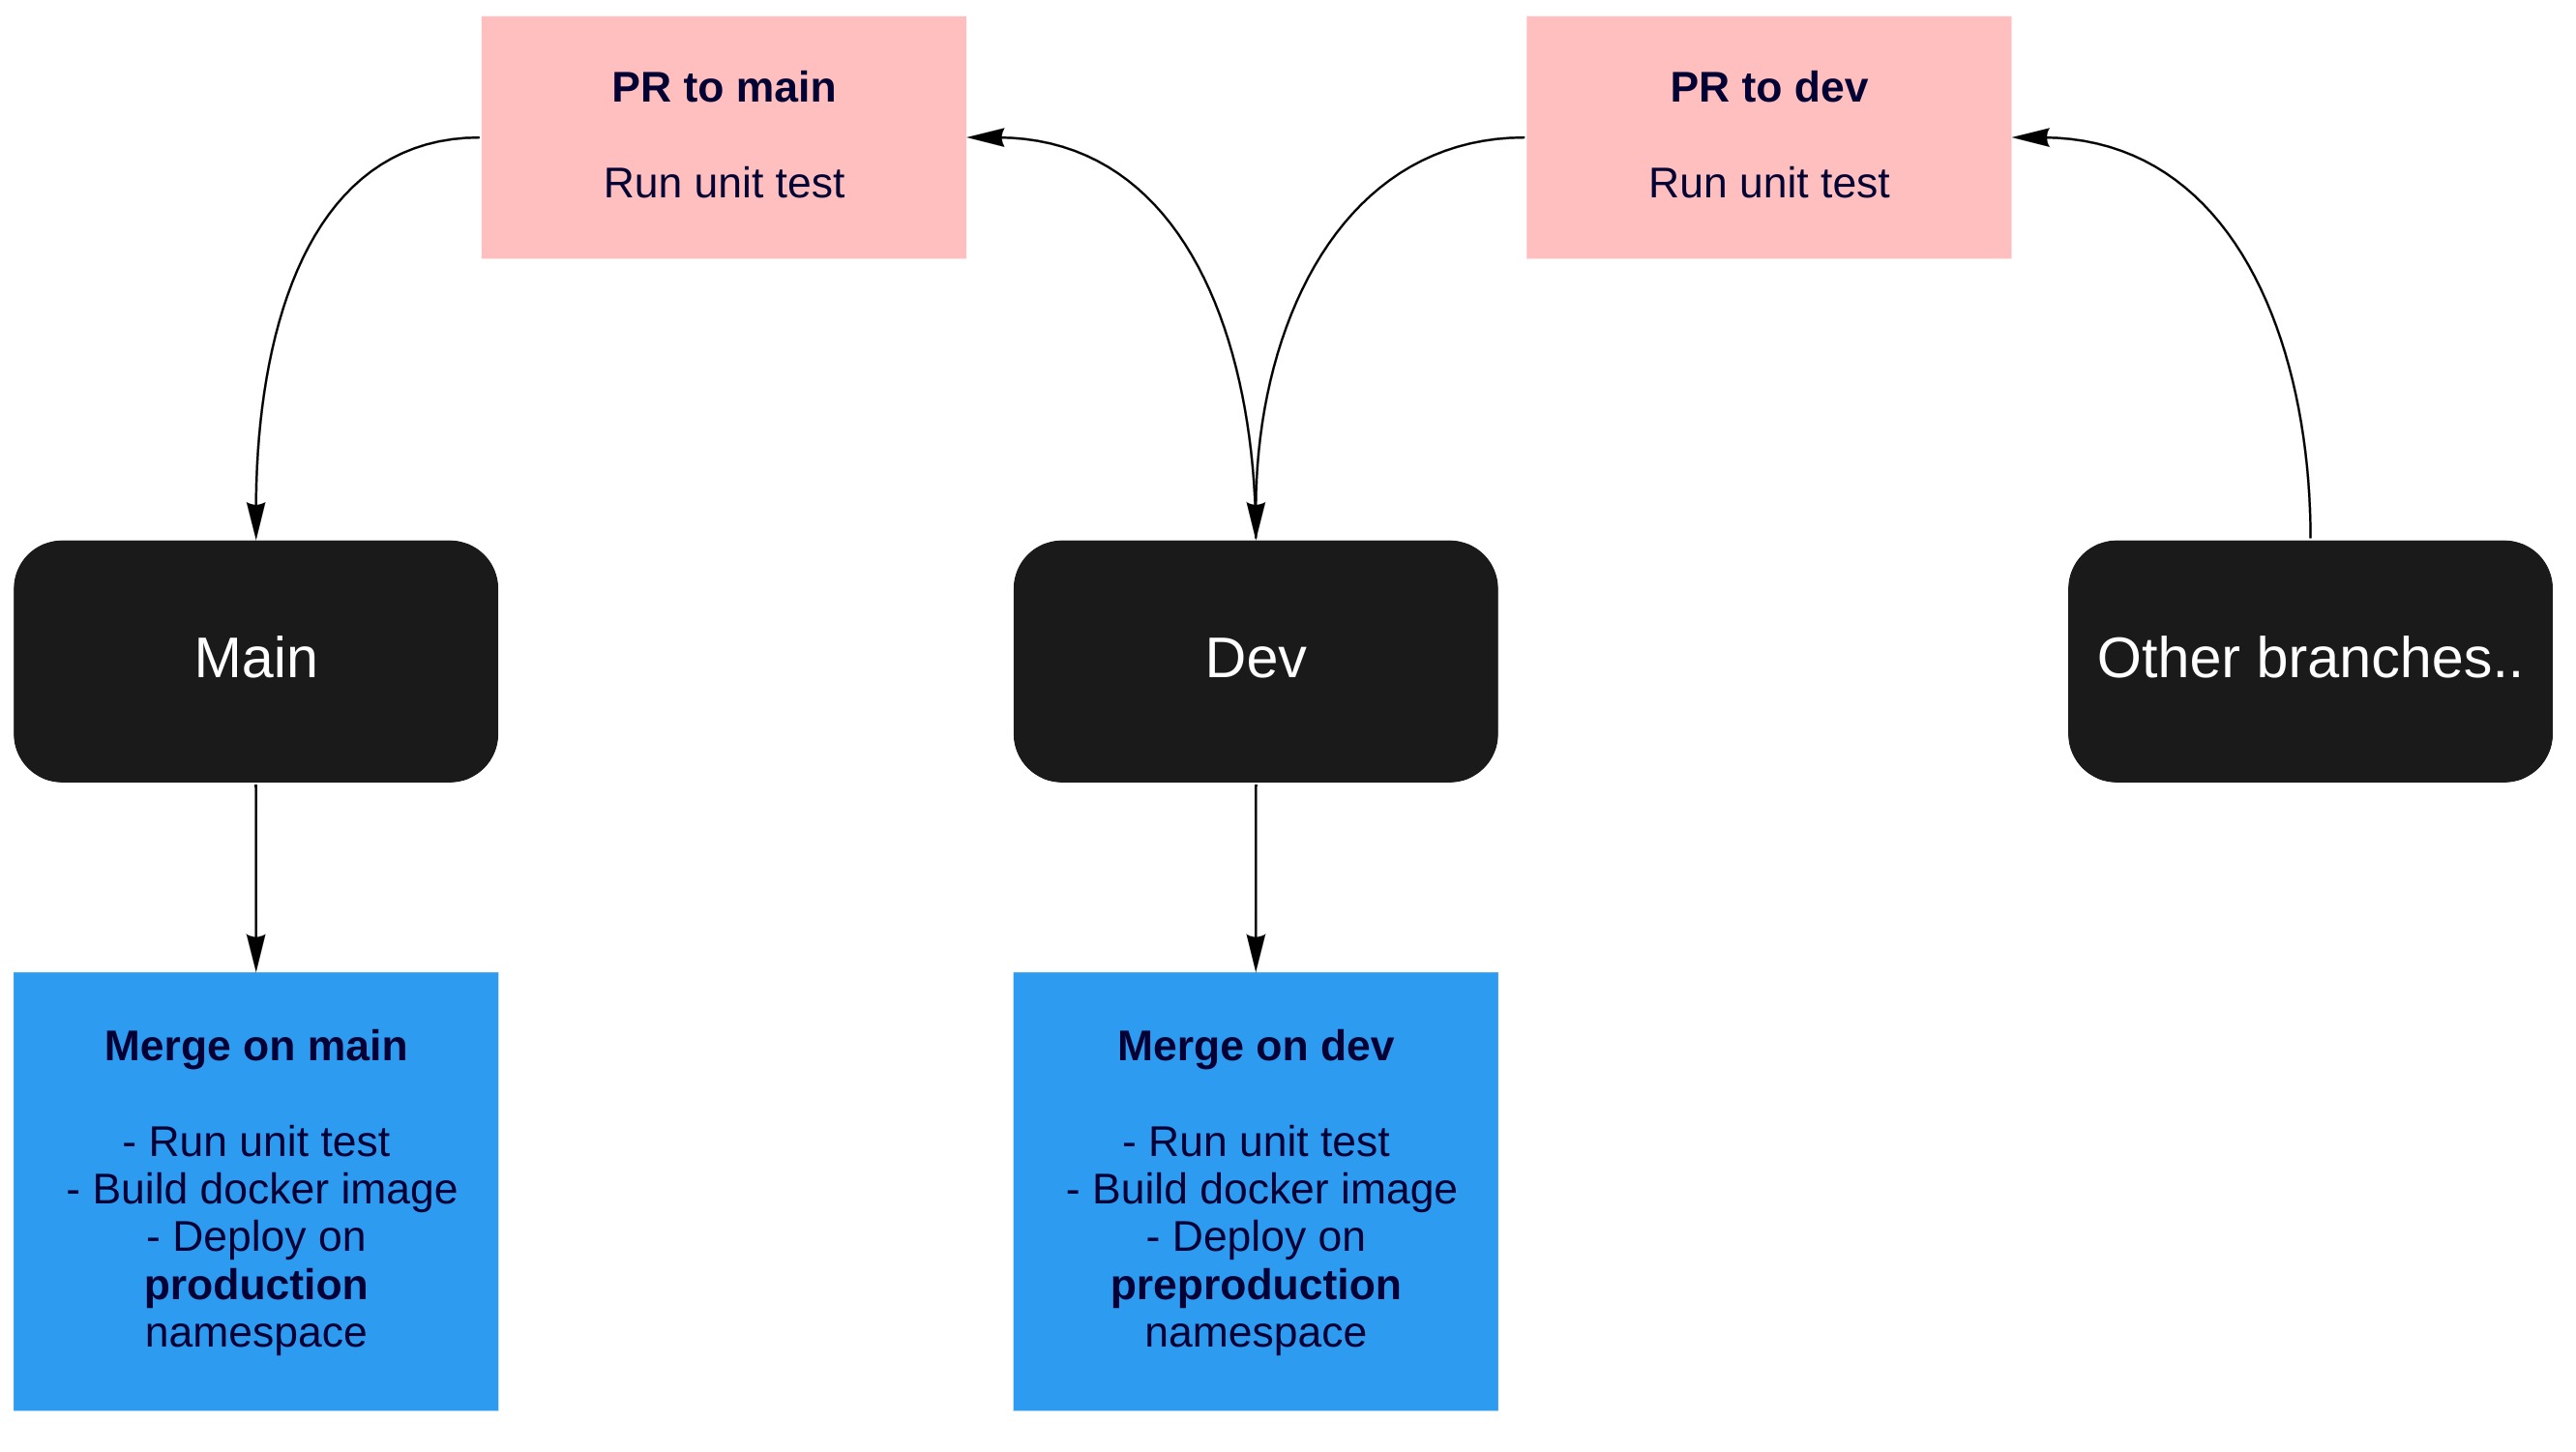 PR to main
Run unit test
PR to dev
Run unit test
Main
Dev
Other branches..
Merge on main
- Run unit test
- Build docker image
- Deploy on
production
namespace
Merge on dev
- Run unit test
- Build docker image
- Deploy on
preproduction
namespace